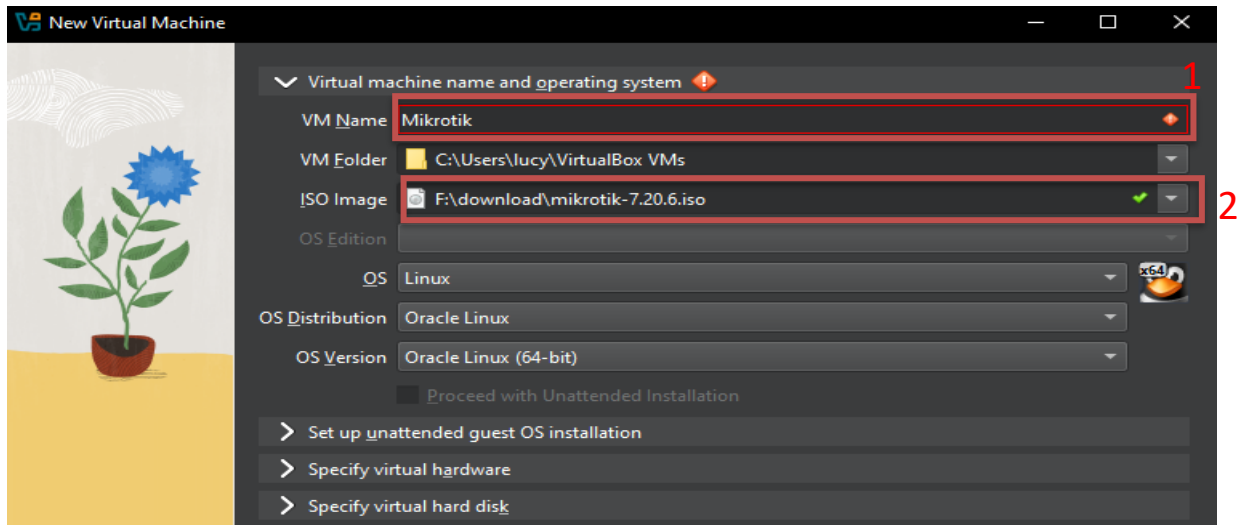 New Virtual Machine
Virtual machine name and operating system
1
VM Name Mikrotik
VM Folder C:\Users\lucy\VirtualBox VMs
ISO Image F:\download\mikrotik-7.20.6.iso
2
OS Edition
OS Linux
x64
OS Distribution Oracle Linux
OS Version Oracle Linux (64-bit)
Proceed with Unattended Installation
Set up unattended guest OS installation
Specify virtual hardware
Specify virtual hard disk